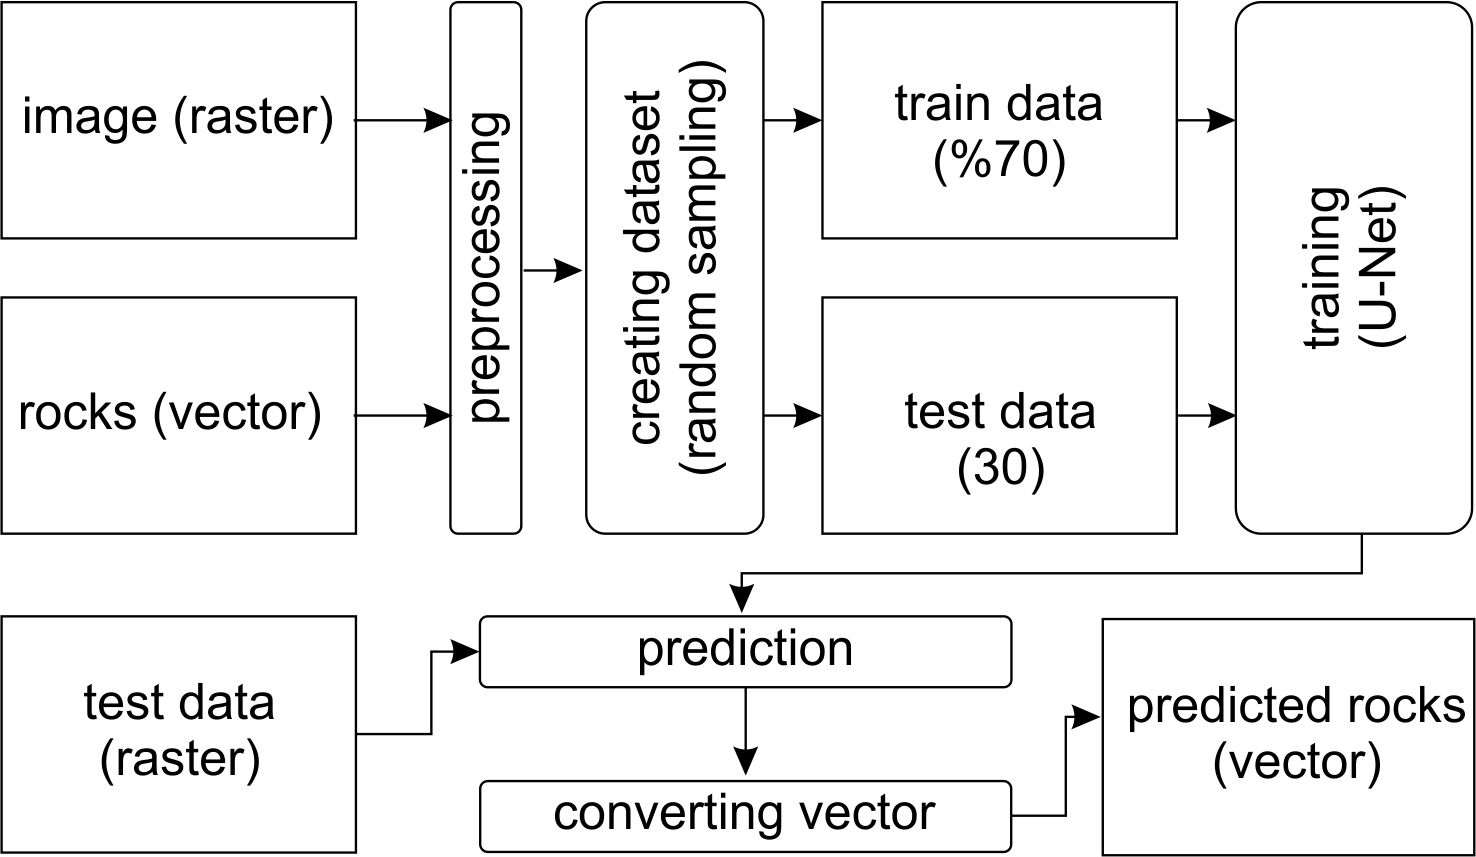 image (raster)
rocks (vector)
preprocessing
creating dataset
(random sampling)
train data
(%70)
test data
(30)
training
(U-Net)
test data
(raster)
prediction
converting vector
predicted rocks
(vector)